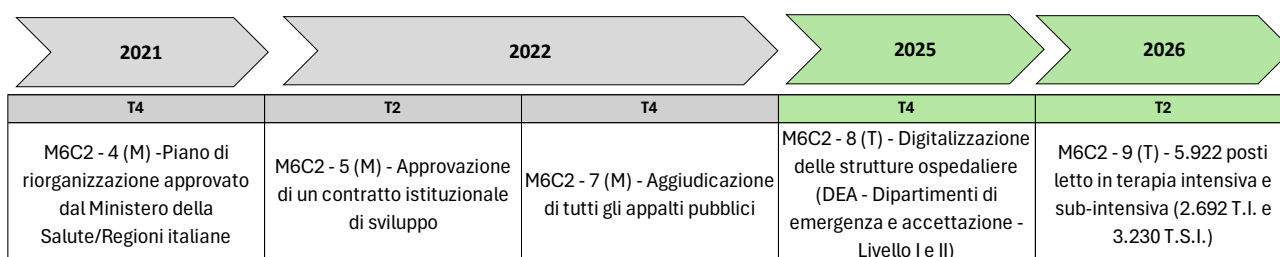 2021
2022
2025
2026
T4
T2
T4
T4
T2
M6C2 - 4 (M) -Piano di
riorganizzazione approvato
dal Ministero della
Salute/Regioni italiane
M6C2 - 5 (M) - Approvazione
di un contratto istituzionale
di sviluppo
M6C2 - 7 (M) - Aggiudicazione
di tutti gli appalti pubblici
M6C2 - 8 (T) - Digitalizzazione
delle strutture ospedaliere
(DEA - Dipartimenti di
emergenza e accettazione -
Livello I e II)
M6C2 - 9 (T) - 5.922 posti
letto in terapia intensiva e
sub-intensiva (2.692 T.I. e
3.230 T.S.I.)